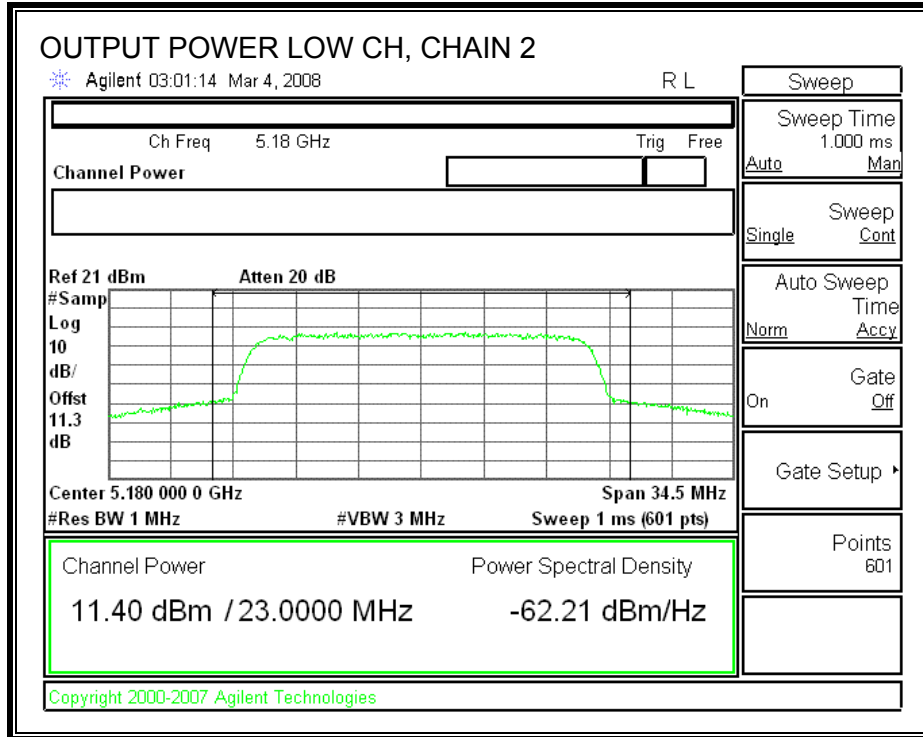 OUTPUT POWER LOW CH, CHAIN 2
Agilent 03:01:14 Mar 4, 2008 R L
Ch Freq 5.18 GHz Trig Free
Channel Power
Ref 21 dBm Atten 20 dB
#Samp
Log
10
dB/
Offst
11.3
dB
Center 5.180 000 0 GHz Span 34.5 MHz
#Res BW 1 MHz #VBW 3 MHz Sweep 1 ms (601 pts)
Channel Power Power Spectral Density
11.40 dBm / 23.0000 MHz -62.21 dBm/Hz
Copyright 2000-2007 Agilent Technologies
Sweep
Sweep Time
1.000 ms
Auto Man
Sweep
Single Cont
Auto Sweep
Time
Norm Accy
Gate
On Off
Gate Setup
Points
601